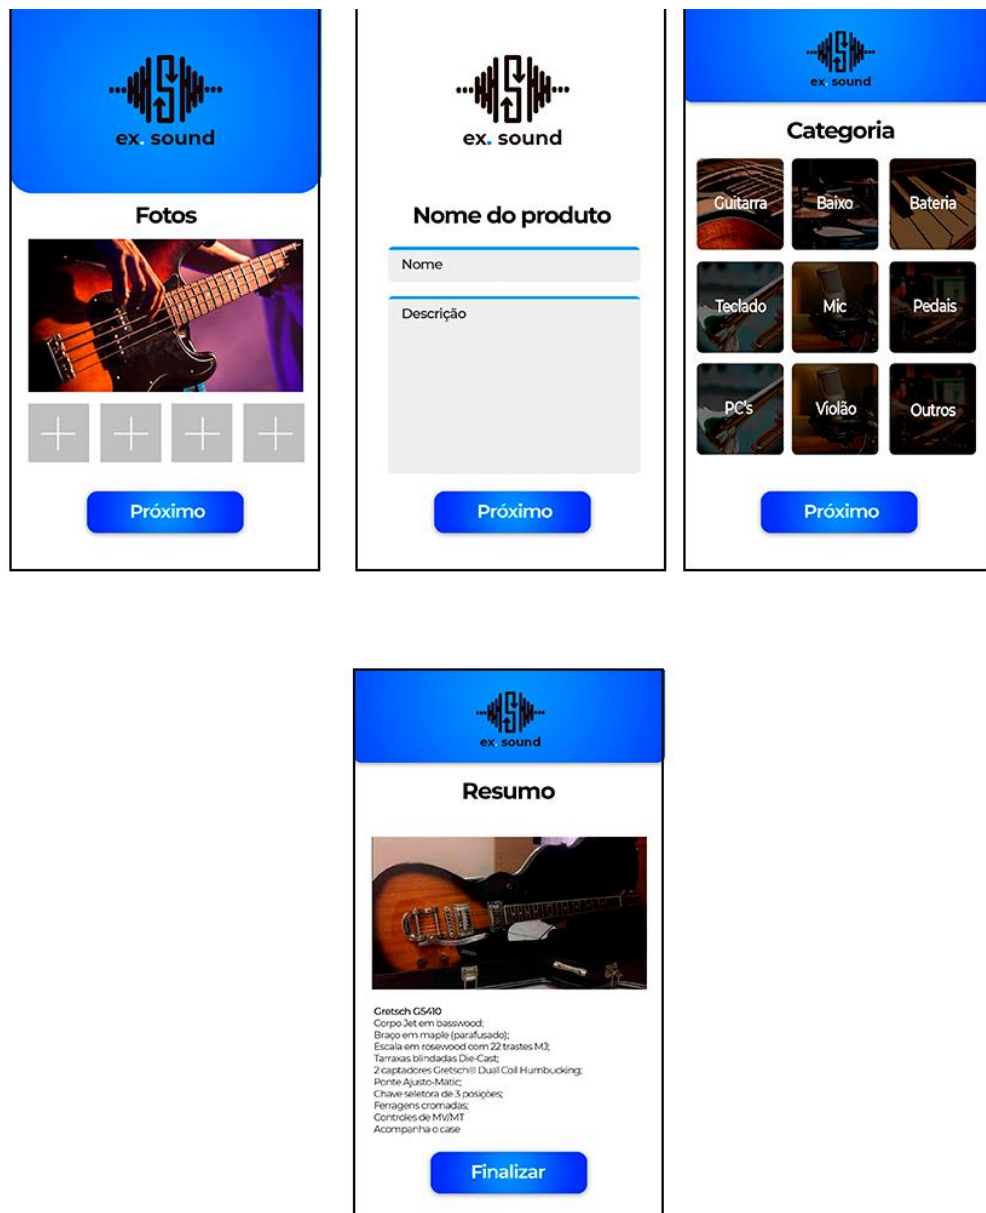 ex. sound
Fotos
Próximo
ex. sound
Nome do produto
Nome
Descrição
Próximo
ex. sound
Categoria
Guitarra
Baixo
Bateria
Teclado
Mic
Pedais
PC's
Violão
Outros
Próximo
ex. sound
Resumo
Gretsch G5410
Corpo Jet em basswood;
Braço em maple (parafusado);
Escala em rosewood com 22 trastes MJ;
Tarraxas blindadas Die-Cast;
2 captadores Gretsch® Dual Coil Humbucking;
Ponte Ajusto-Matic;
Chave seletora de 3 posições;
Ferragens cromadas;
Controles de MV/MT
Acompanha o case
Finalizar